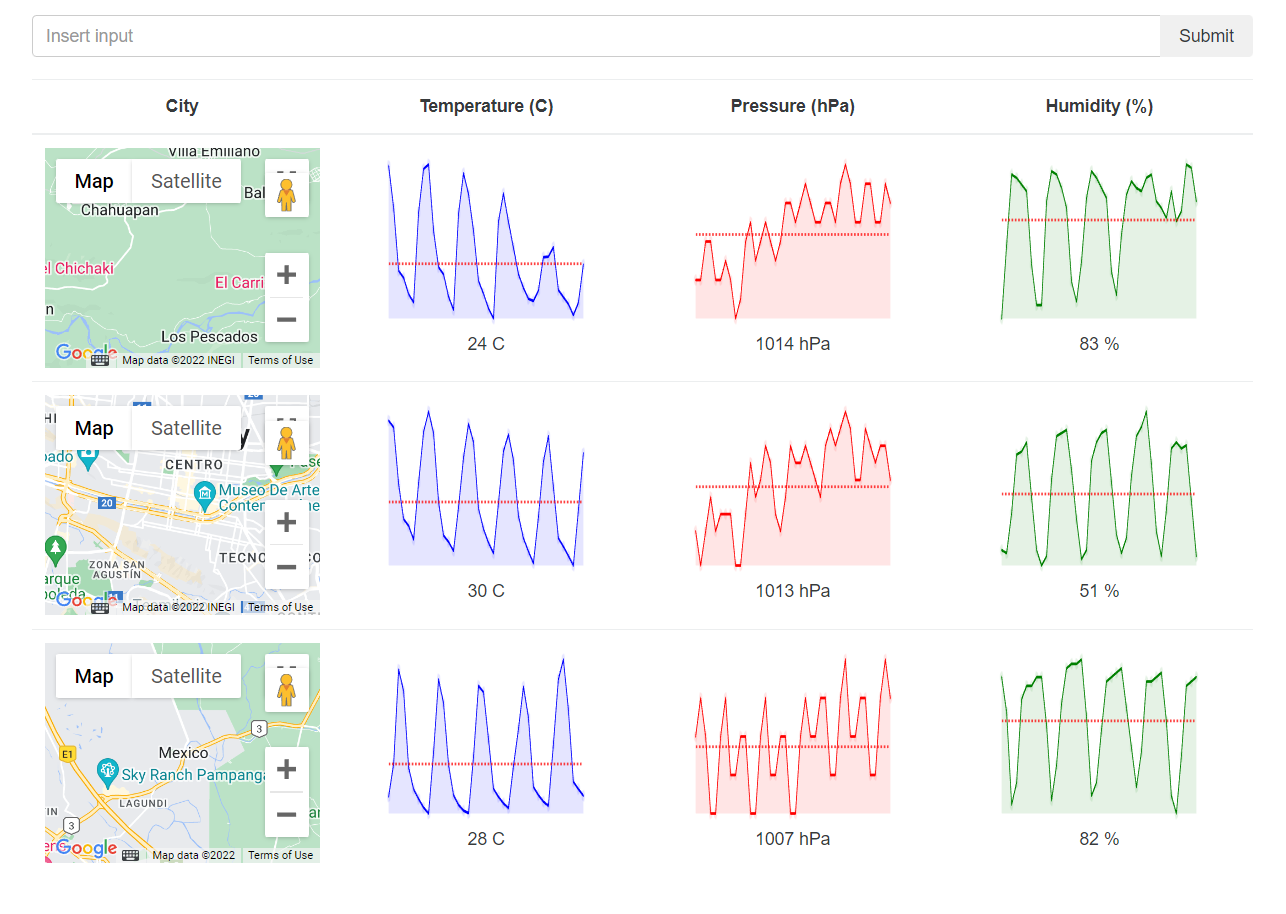 Insert input
Submit
City
Temperature (C)
Pressure (hPa)
Humidity (%)
Villa Emiliano
Map
Satellite
Bal
Chahuapan
el Chichaki
El Carri
n
Los Pescados
Google
Map data ©2022 INEGI
Terms of Use
24 C
1014 hPa
83 %
Map
Satellite
y
CENTRO
Museo De Arte
20
TECNO
CO
ZONA SAN
AGUSTÍN
arque
Google
Map data ©2022 INEGI
Terms of Use
30 C
1013 hPa
51 %
Map
Satellite
3
Mexico
E1
Sky Ranch Pampanga
LAGUNDI
IN
3
Google
Map data ©2022
Terms of Use
28 C
1007 hPa
82 %